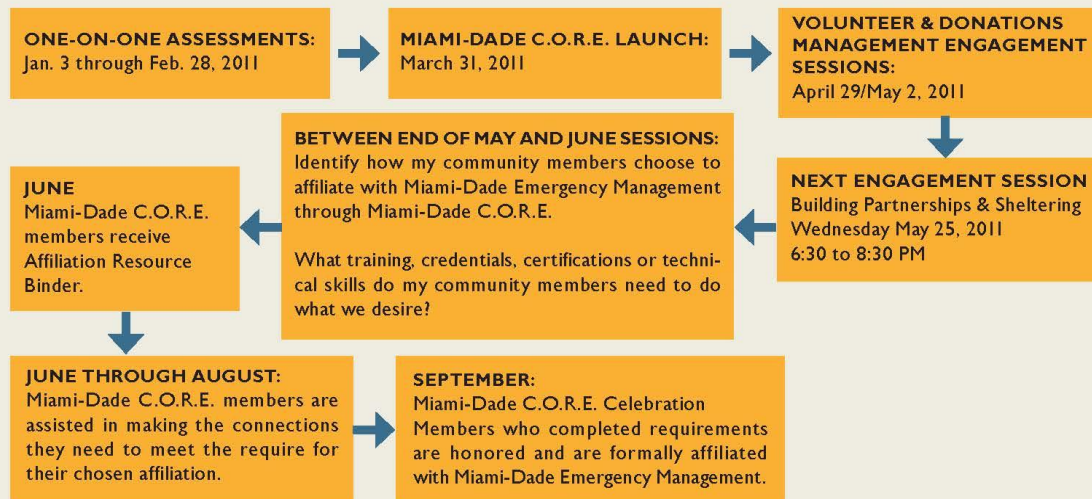 ONE-ON-ONE ASSESSMENTS:
Jan. 3 through Feb. 28, 2011
MIAMI-DADE C.O.R.E. LAUNCH:
March 31, 2011
VOLUNTEER & DONATIONS
MANAGEMENT ENGAGEMENT
SESSIONS:
April 29/May 2, 2011
NEXT ENGAGEMENT SESSION
Building Partnerships & Sheltering
Wednesday May 25, 2011
6:30 to 8:30 PM
BETWEEN END OF MAY AND JUNE SESSIONS:
Identify how my community members choose to
affiliate with Miami-Dade Emergency Management
through Miami-Dade C.O.R.E.
What training, credentials, certifications or techni-
cal skills do my community members need to do
what we desire?
JUNE
Miami-Dade C.O.R.E.
members receive
Affiliation Resource
Binder.
JUNE THROUGH AUGUST:
Miami-Dade C.O.R.E. members are
assisted in making the connections
they need to meet the require for
their chosen affiliation.
SEPTEMBER:
Miami-Dade C.O.R.E. Celebration
Members who completed requirements
are honored and are formally affiliated
with Miami-Dade Emergency Management.